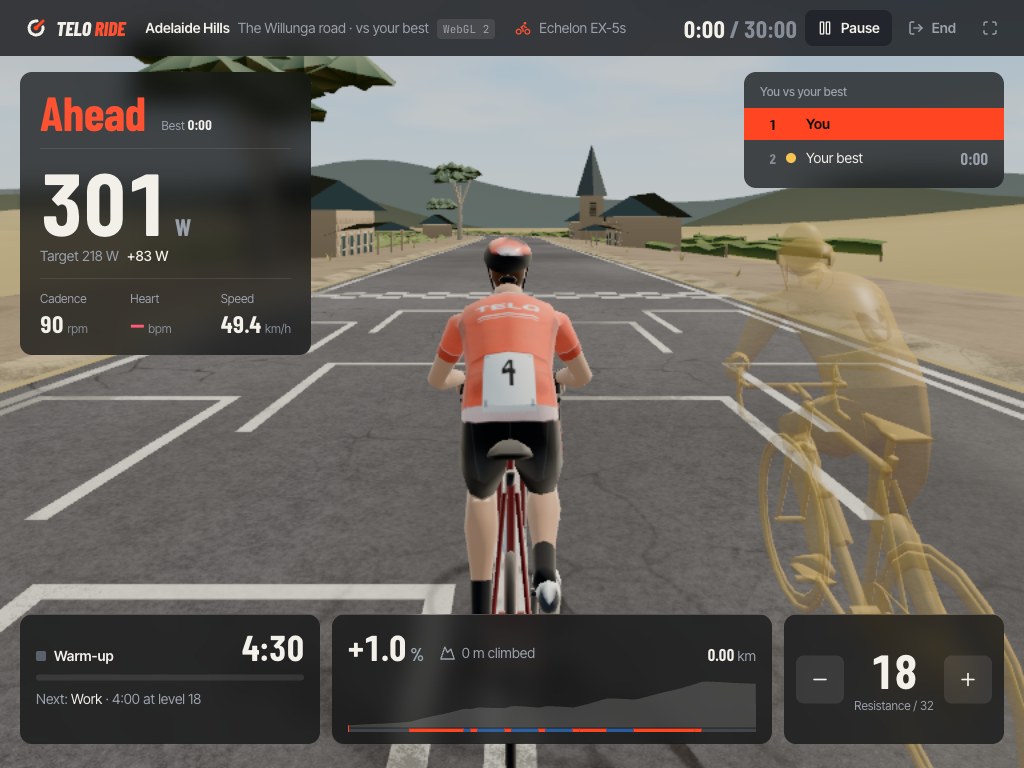 TELO RIDE
Adelaide Hills The Willunga road · vs your best WebGL 2
Echelon EX-5s
0:00 / 30:00
Pause
End
Ahead Best 0:00
301 W
Target 218 W +83 W
Cadence Heart Speed
90 rpm — bpm 49.4 km/h
You vs your best
1 You
2 Your best 0:00
TELO
4
Warm-up 4:30
Next: Work · 4:00 at level 18
+1.0 % 0 m climbed 0.00 km
− 18 +
Resistance / 32